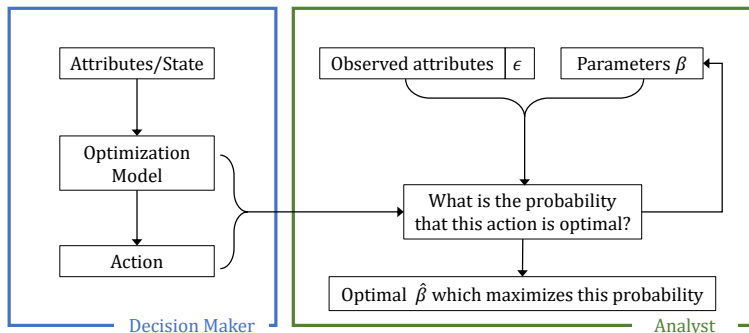 Attributes/State
Optimization
Model
Action
Decision Maker
Observed attributes ϵ
Parameters β
What is the probability
that this action is optimal?
Optimal β̂ which maximizes this probability
Analyst